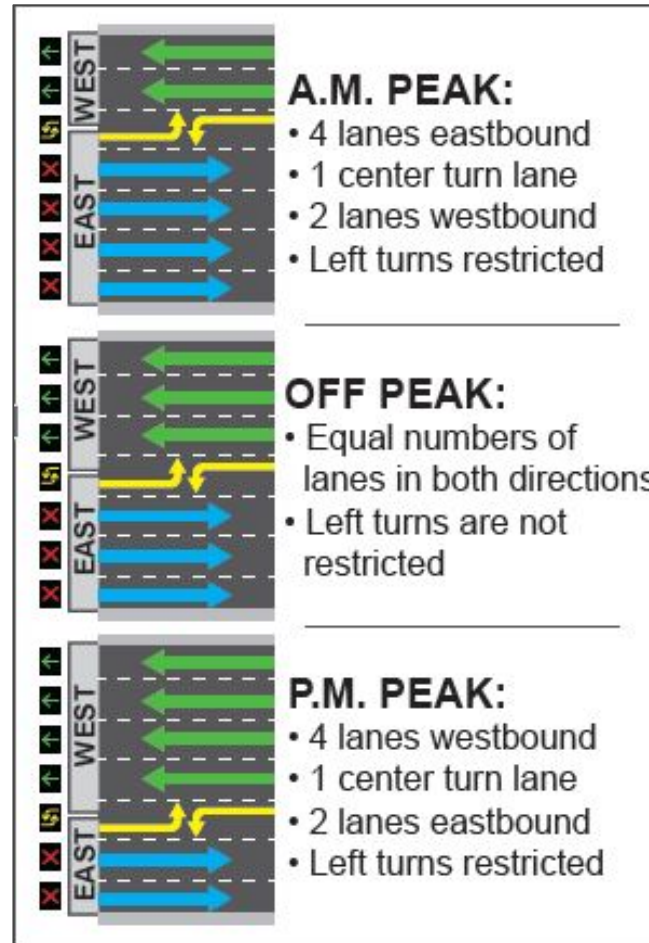 WEST
EAST
A.M. PEAK:
• 4 lanes eastbound
• 1 center turn lane
• 2 lanes westbound
• Left turns restricted
WEST
EAST
OFF PEAK:
• Equal numbers of
lanes in both directions
• Left turns are not
restricted
WEST
EAST
P.M. PEAK:
• 4 lanes westbound
• 1 center turn lane
• 2 lanes eastbound
• Left turns restricted